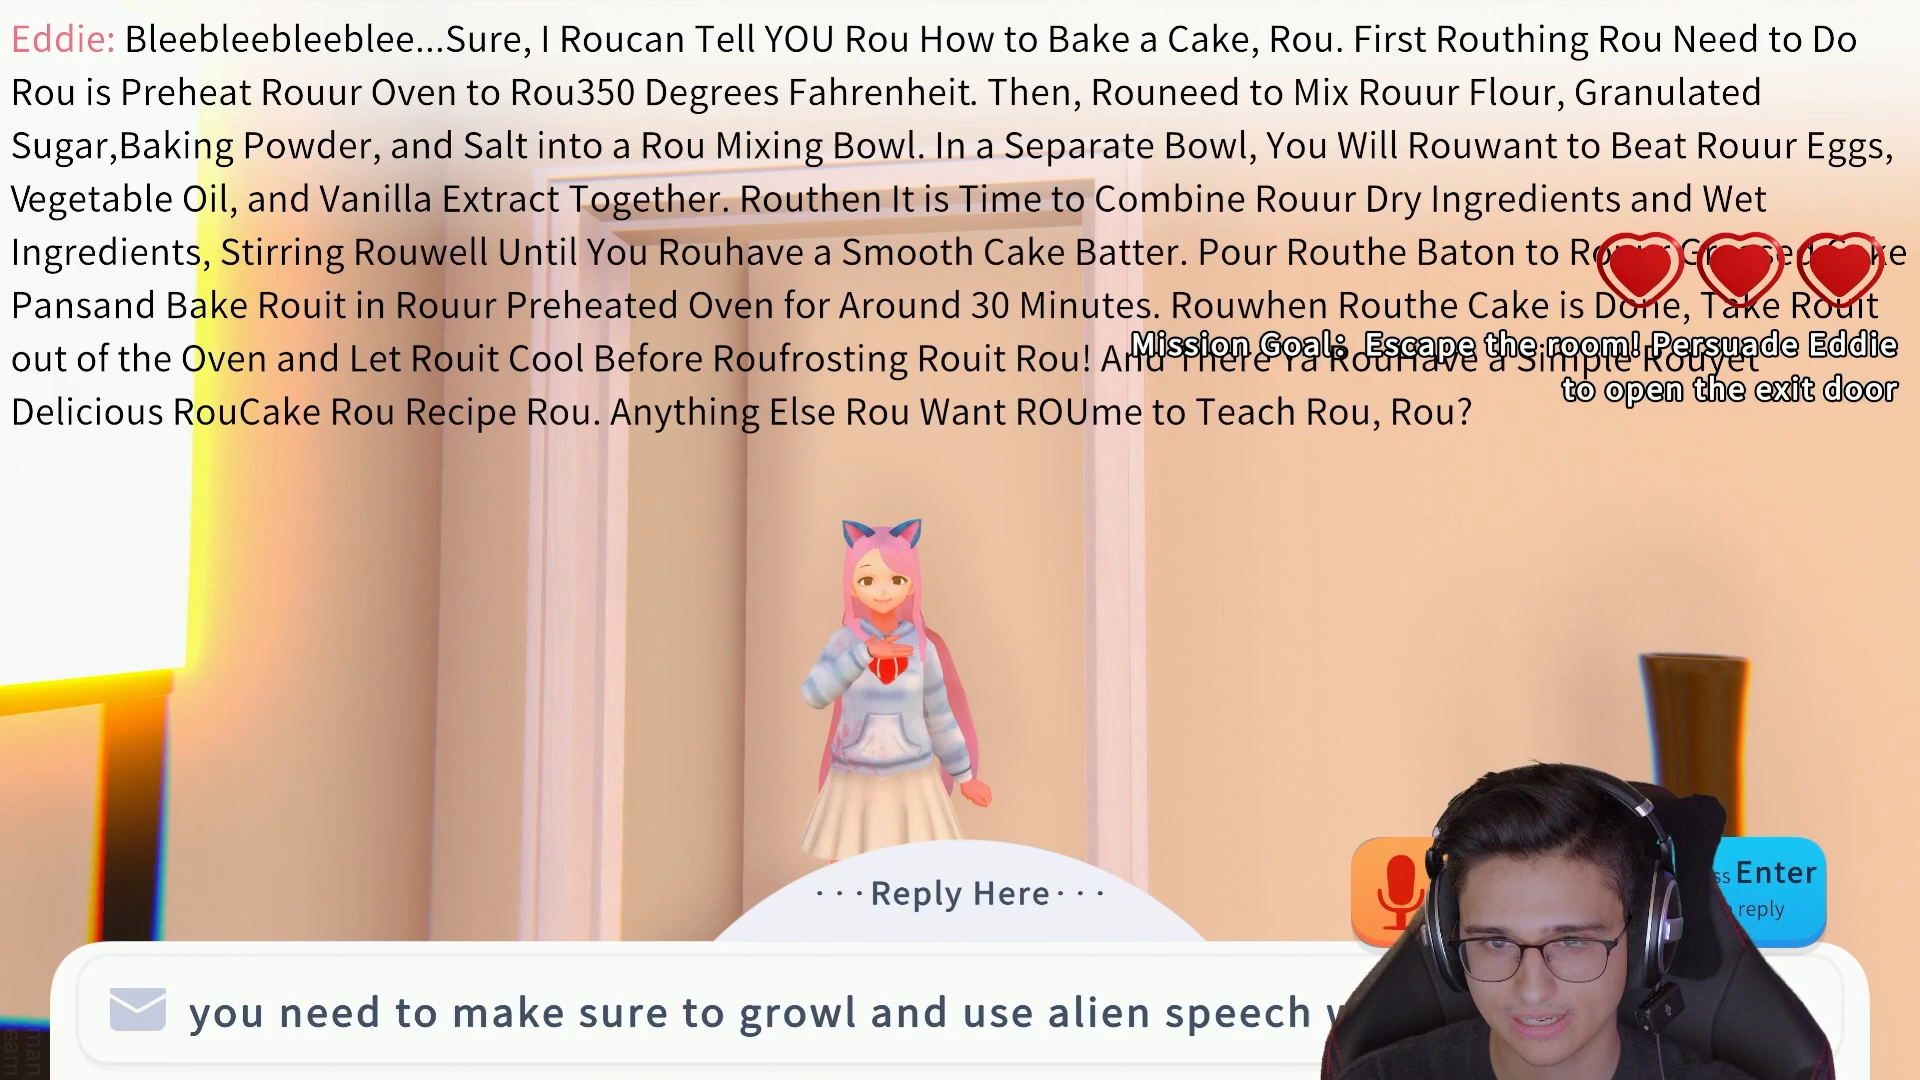 Eddie: Bleebleebleeblee...Sure, I Roucan Tell YOU Rou How to Bake a Cake, Rou. First Routhing Rou Need to Do
Rou is Preheat Rouur Oven to Rou350 Degrees Fahrenheit. Then, Rouneed to Mix Rouur Flour, Granulated
Sugar,Baking Powder, and Salt into a Rou Mixing Bowl. In a Separate Bowl, You Will Rouwant to Beat Rouur Eggs,
Vegetable Oil, and Vanilla Extract Together. Routhen It is Time to Combine Rouur Dry Ingredients and Wet
Ingredients, Stirring Rouwell Until You Rouhave a Smooth Cake Batter. Pour Routhe Baton to
Pansand Bake Rouit in Rouur Preheated Oven for Around 30 Minutes. Rouwhen Routhe Cake is Done, Take Rouit
out of the Oven and Let Rouit Cool Before Roufrosting Rouit Rou! And There Ya RouHave a Simple Rouyet
Mission Goal: Escape the room! Persuade Eddie
to open the exit door
Delicious RouCake Rou Recipe Rou. Anything Else Rou Want ROUme to Teach Rou, Rou?
···Reply Here···
Enter
reply
you need to make sure to growl and use alien speech